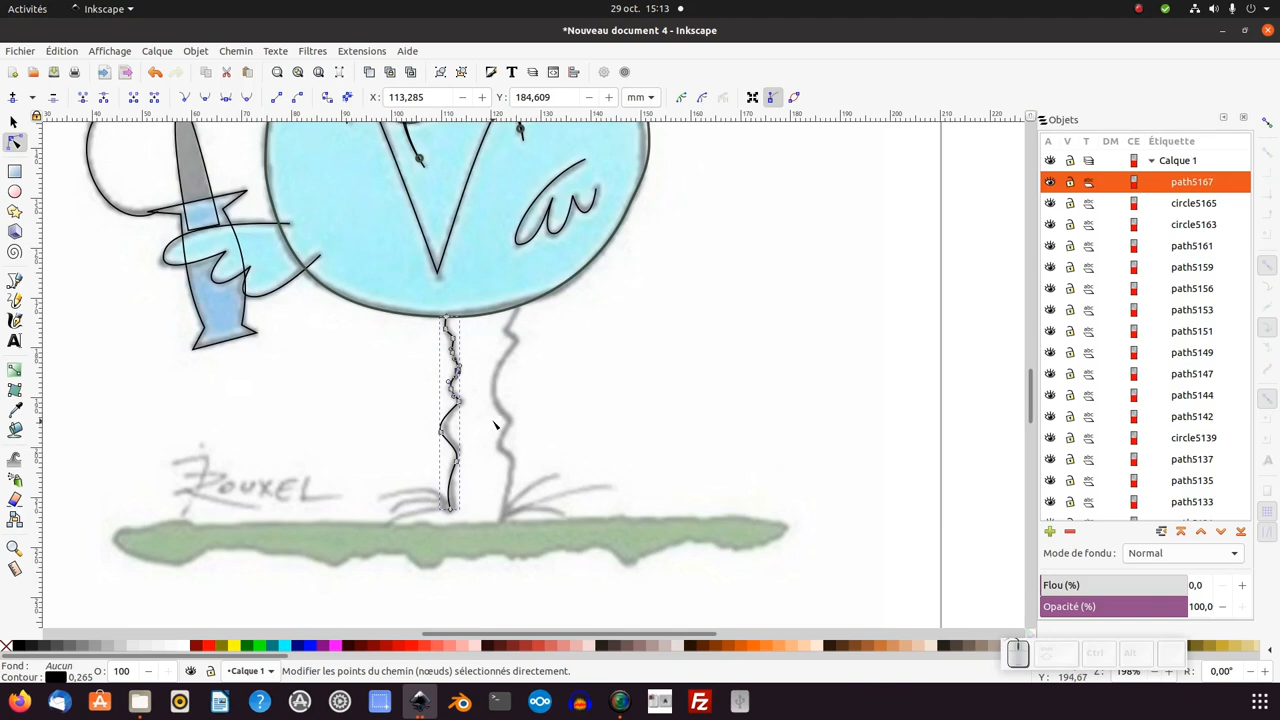 Activités
Inkscape
29 oct. 15:13
*Nouveau document 4 - Inkscape
Fichier Édition Affichage Calque Objet Chemin Texte Filtres Extensions Aide
X: 113,285 Y: 184,609 mm
Objets
A V T DM CE Étiquette
Calque 1
path5167
circle5165
circle5163
path5161
path5159
path5156
path5153
path5151
path5149
path5147
path5144
path5142
circle5139
path5137
path5135
path5133
Mode de fondu : Normal
Flou (%) 0,0
Opacité (%) 100,0
ROUXEL
Ctrl Alt
Fond : Aucun
Contour : 0,265
O: 100
•Calque 1
Modifier les points du chemin (nœuds) sélectionnés directement.
Y: 194,67
198%
R: 0,00°